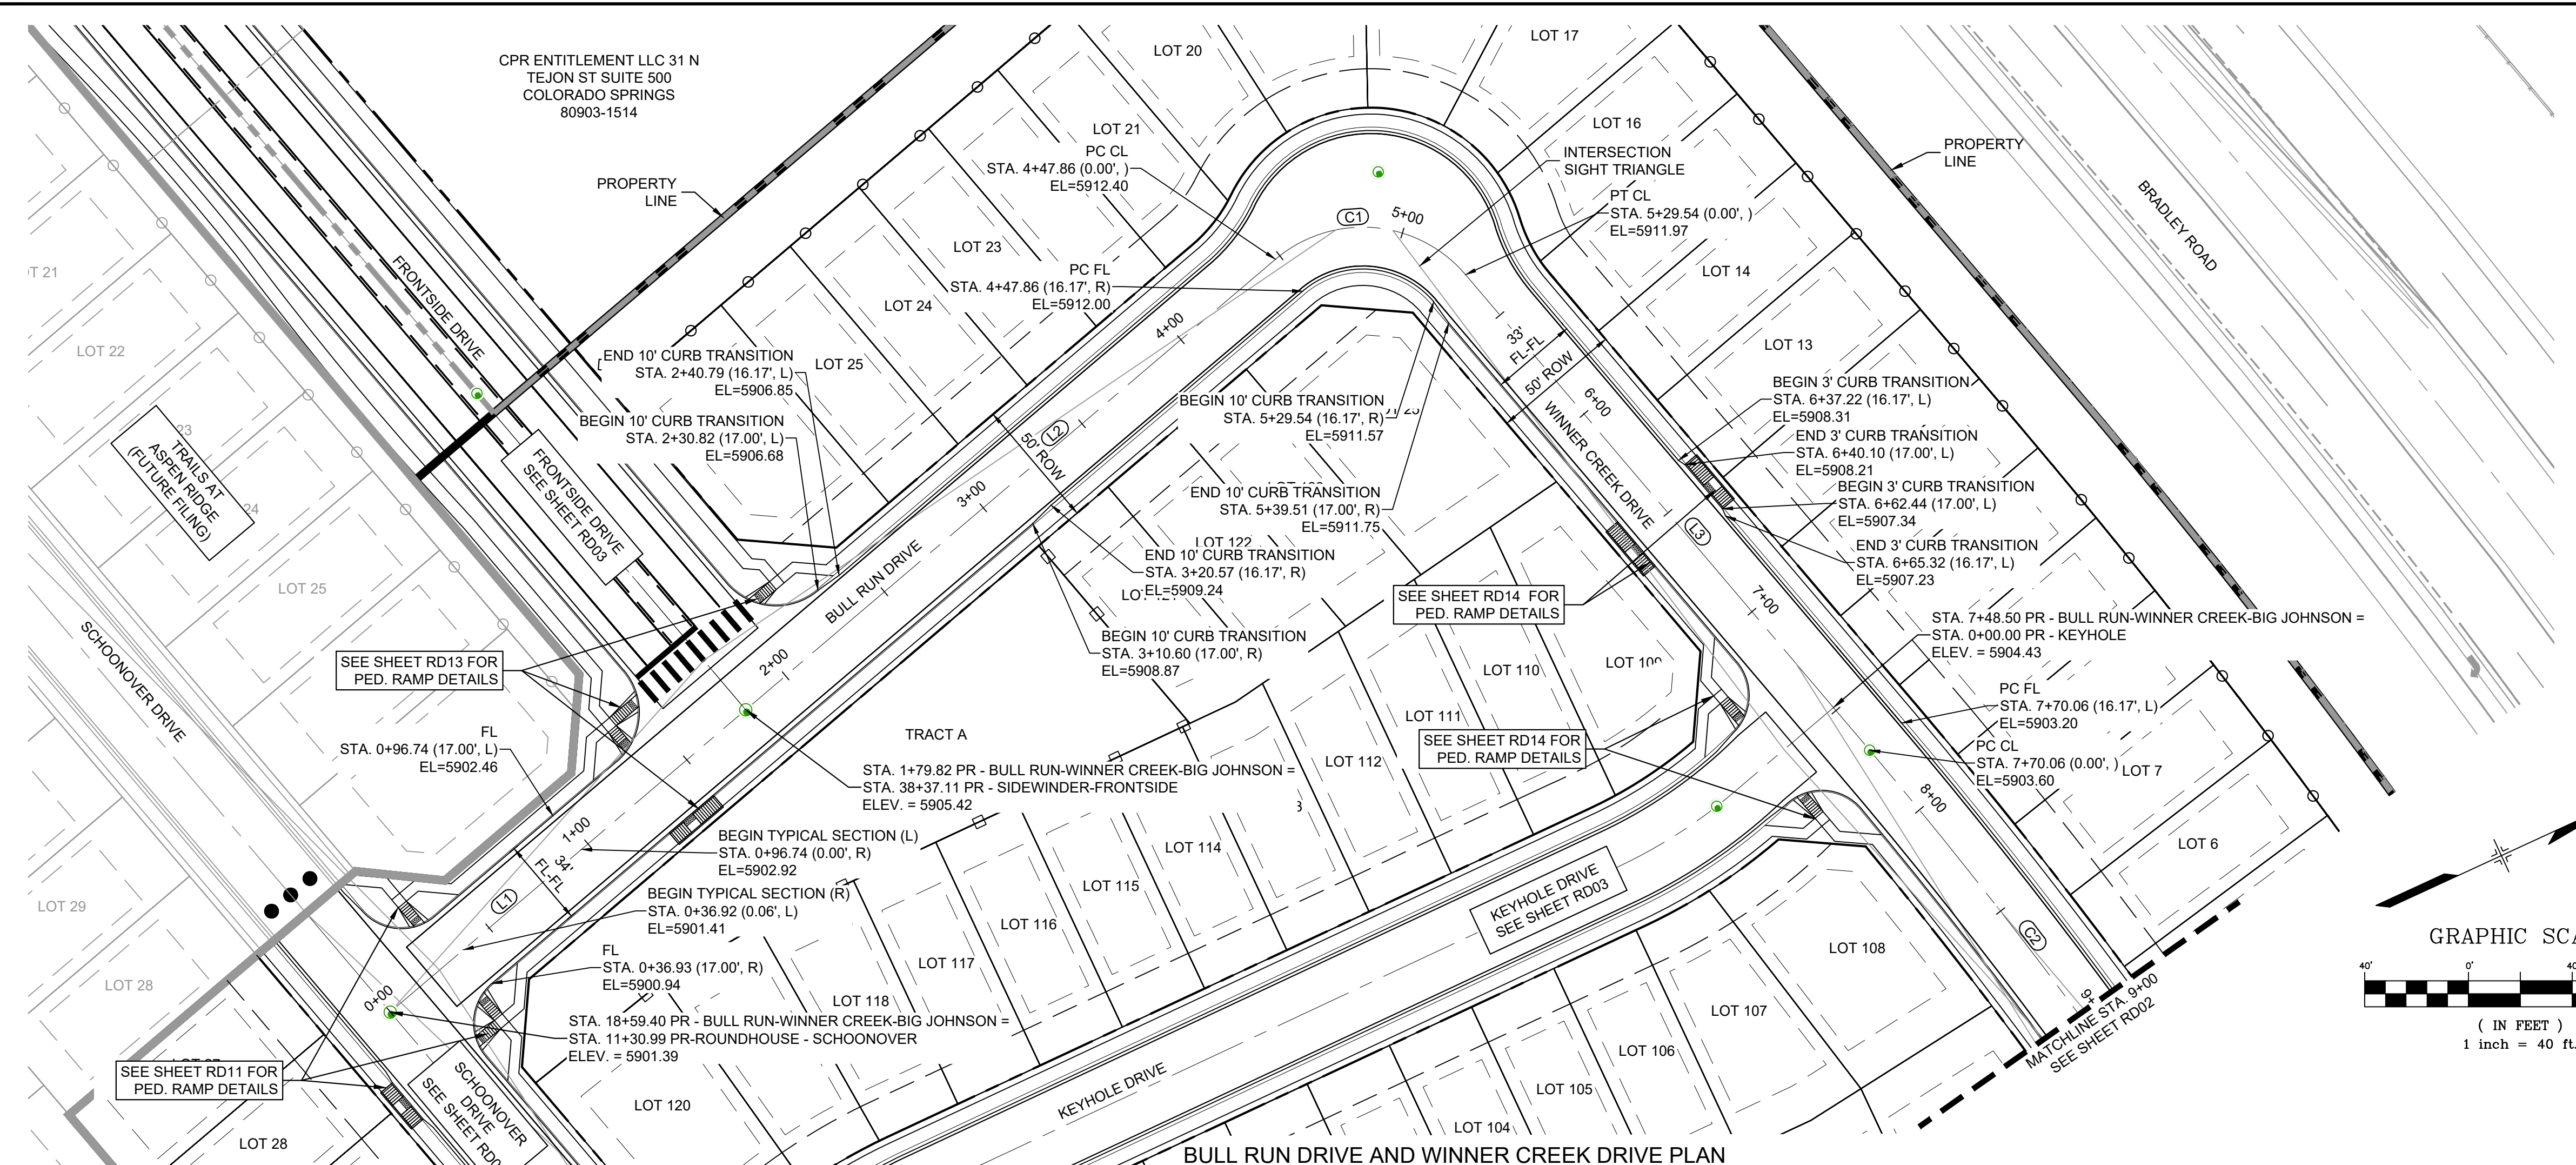 CPR ENTITLEMENT LLC 31 N
TEJON ST SUITE 500
COLORADO SPRINGS
80903-1514
LOT 20
LOT 17
LOT 21
LOT 16
PC CL
STA. 4+47.86 (0.00', )
EL=5912.40
INTERSECTION
SIGHT TRIANGLE
PROPERTY
LINE
PROPERTY
LINE
BRADLEY ROAD
PT CL
STA. 5+29.54 (0.00', )
EL=5911.97
C1
5+00
LOT 23
LOT 14
FRONTSIDE DRIVE
PC FL
STA. 4+47.86 (16.17', R)
EL=5912.00
LOT 24
4+00
33'
FL-FL
50' ROW
LOT 13
LOT 22
END 10' CURB TRANSITION
STA. 2+40.79 (16.17', L)
EL=5906.85
LOT 25
BEGIN 10' CURB TRANSITION
STA. 2+30.82 (17.00', L)
EL=5906.68
BEGIN 10' CURB TRANSITION
STA. 5+29.54 (16.17', R)
EL=5911.57
6+00
WINNER CREEK DRIVE
BEGIN 3' CURB TRANSITION
STA. 6+37.22 (16.17', L)
EL=5908.31
END 3' CURB TRANSITION
STA. 6+40.10 (17.00', L)
EL=5908.21
BEGIN 3' CURB TRANSITION
STA. 6+62.44 (17.00', L)
EL=5907.34
END 3' CURB TRANSITION
STA. 6+65.32 (16.17', L)
EL=5907.23
TRAILS AT
ASPEN RIDGE
(FUTURE FILING)
23
24
FRONTSIDE DRIVE
SEE SHEET RD03
50' ROW
L2
3+00
END 10' CURB TRANSITION
STA. 5+39.51 (17.00', R)
EL=5911.75
L3
LOT 122
END 10' CURB TRANSITION
STA. 3+20.57 (16.17', R)
EL=5909.24
BULL RUN DRIVE
LOT 25
SCHOONOVER DRIVE
SEE SHEET RD14 FOR
PED. RAMP DETAILS
7+00
STA. 7+48.50 PR - BULL RUN-WINNER CREEK-BIG JOHNSON =
STA. 0+00.00 PR - KEYHOLE
ELEV. = 5904.43
BEGIN 10' CURB TRANSITION
STA. 3+10.60 (17.00', R)
EL=5908.87
SEE SHEET RD13 FOR
PED. RAMP DETAILS
2+00
LOT 110
LOT 109
PC FL
STA. 7+70.06 (16.17', L)
EL=5903.20
FL
STA. 0+96.74 (17.00', L)
EL=5902.46
TRACT A
LOT 111
SEE SHEET RD14 FOR
PED. RAMP DETAILS
PC CL
STA. 7+70.06 (0.00', )
EL=5903.60
LOT 7
LOT 112
STA. 1+79.82 PR - BULL RUN-WINNER CREEK-BIG JOHNSON =
STA. 38+37.11 PR - SIDEWINDER-FRONTSIDE
ELEV. = 5905.42
8+00
1+00
34'
FL-FL
BEGIN TYPICAL SECTION (L)
STA. 0+96.74 (0.00', R)
EL=5902.92
LOT 114
LOT 6
LOT 115
KEYHOLE DRIVE
SEE SHEET RD03
L1
BEGIN TYPICAL SECTION (R)
STA. 0+36.92 (0.06', L)
EL=5901.41
LOT 29
LOT 116
C2
LOT 108
GRAPHIC SCA
40'
0'
40
FL
STA. 0+36.93 (17.00', R)
EL=5900.94
LOT 117
LOT 28
0+00
LOT 118
LOT 107
MATCHLINE STA. 9+00
SEE SHEET RD02
( IN FEET )
1 inch = 40 ft.
STA. 18+59.40 PR - BULL RUN-WINNER CREEK-BIG JOHNSON =
STA. 11+30.99 PR-ROUNDHOUSE - SCHOONOVER
ELEV. = 5901.39
SEE SHEET RD11 FOR
PED. RAMP DETAILS
LOT 106
SCHOONOVER
DRIVE
SEE SHEET
KEYHOLE DRIVE
LOT 105
LOT 120
LOT 104
LOT 28
BULL RUN DRIVE AND WINNER CREEK DRIVE PLAN